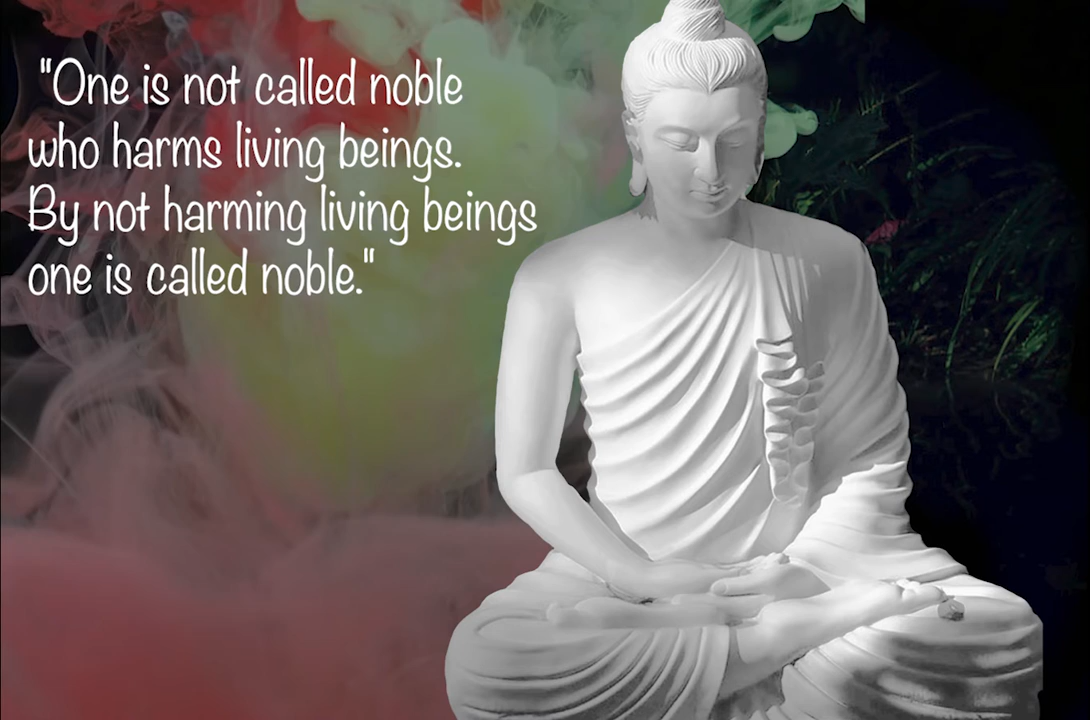 "One is not called noble
who harms living beings.
By not harming living beings
one is called noble."